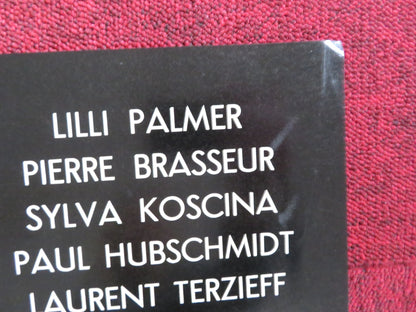 LILLI PALMER
PIERRE BRASSEUR
SYLVA KOSCINA
PAUL HUBSCHMIDT
LAURENT TERZIEFF